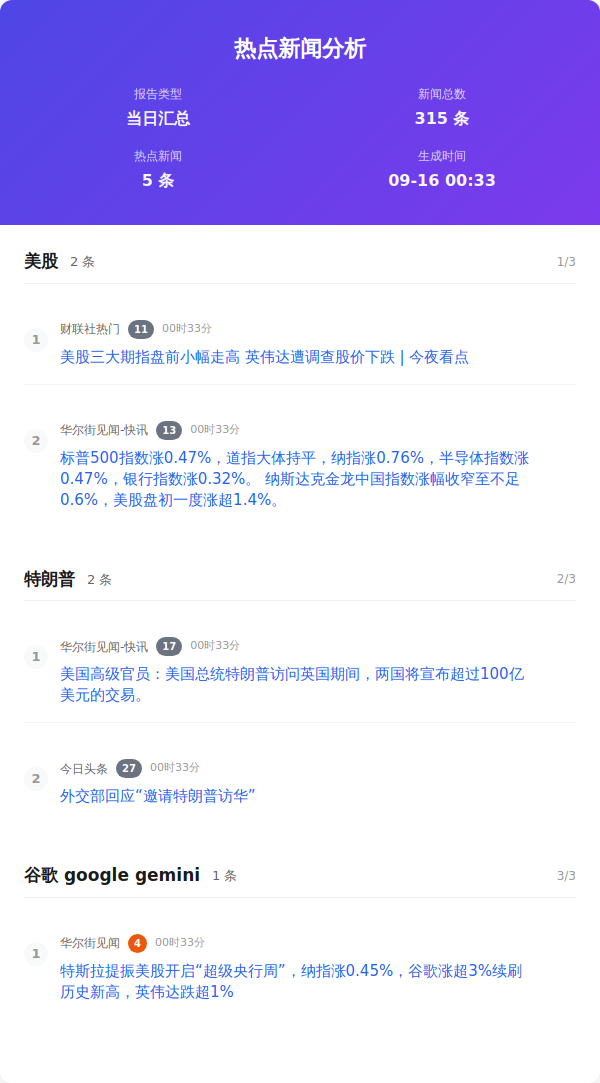 热点新闻分析
报告类型
新闻总数
当日汇总
315 条
热点新闻
生成时间
5 条
09-16 00:33
美股 2 条 1/3
1
财联社热门 11 00时33分
美股三大期指盘前小幅走高 英伟达遭调查股价下跌 | 今夜看点
2
华尔街见闻-快讯 13 00时33分
标普500指数涨0.47%，道指大体持平，纳指涨0.76%，半导体指数涨
0.47%，银行指数涨0.32%。 纳斯达克金龙中国指数涨幅收窄至不足
0.6%，美股盘初一度涨超1.4%。
特朗普 2 条 2/3
1
华尔街见闻-快讯 17 00时33分
美国高级官员：美国总统特朗普访问英国期间，两国将宣布超过100亿
美元的交易。
2
今日头条 27 00时33分
外交部回应“邀请特朗普访华”
谷歌 google gemini 1 条 3/3
1
华尔街见闻 4 00时33分
特斯拉提振美股开启“超级央行周”，纳指涨0.45%，谷歌涨超3%续刷
历史新高，英伟达跌超1%